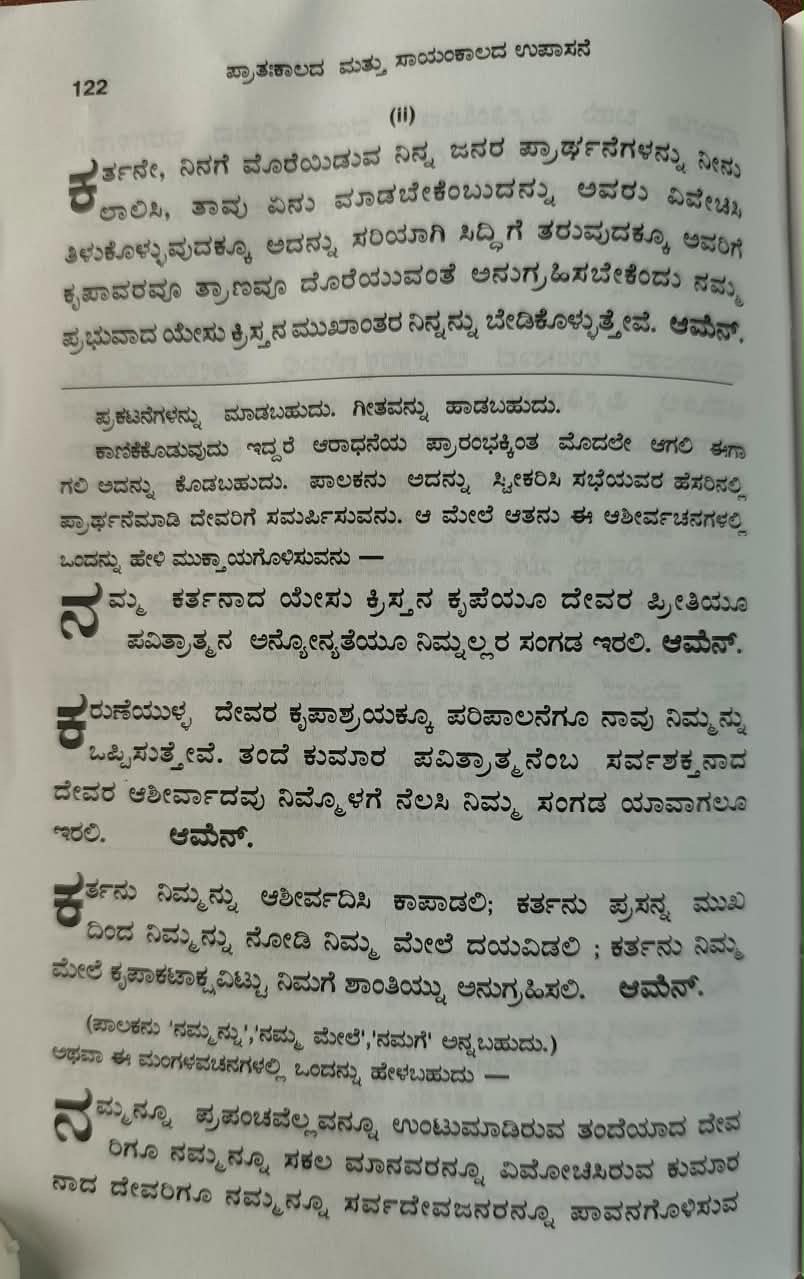 122
ಪ್ರಾತಃಕಾಲದ ಮತ್ತು ಸಾಯಂಕಾಲದ ಉಪಾಸನೆ
(ii)
ಕರ್ತನೇ, ನಿನಗೆ ಮೊರೆಯಿಡುವ ನಿನ್ನ ಜನರ ಪ್ರಾರ್ಥನೆಗಳನ್ನು ನೀನು
ಲಾಲಿಸಿ, ತಾವು ಏನು ಮಾಡಬೇಕೆಂಬುದನ್ನು ಅವರು ವಿವೇಚಿಸಿ
ತಿಳುಕೊಳ್ಳುವುದಕ್ಕೂ ಅದನ್ನು ಸರಿಯಾಗಿ ಸಿದ್ಧಿಗೆ ತರುವುದಕ್ಕೂ ಅವರಿಗೆ
ಕೃಪಾವರವೂ ತ್ರಾಣವೂ ದೊರೆಯುವಂತೆ ಅನುಗ್ರಹಿಸಬೇಕೆಂದು ನಮ್ಮ
ಪ್ರಭುವಾದ ಯೇಸು ಕ್ರಿಸ್ತನ ಮುಖಾಂತರ ನಿನ್ನನ್ನು ಬೇಡಿಕೊಳ್ಳುತ್ತೇವೆ. ಆಮೆನ್.
ಪ್ರಕಟನೆಗಳನ್ನು ಮಾಡಬಹುದು. ಗೀತವನ್ನು ಹಾಡಬಹುದು.
ಕಾಣಿಕೆಕೊಡುವುದು ಇದ್ದರೆ ಆರಾಧನೆಯ ಪ್ರಾರಂಭಕ್ಕಿಂತ ಮೊದಲೇ ಆಗಲಿ ಈಗಾ
ಗಲಿ ಅದನ್ನು ಕೊಡಬಹುದು. ಪಾಲಕನು ಅದನ್ನು ಸ್ವೀಕರಿಸಿ ಸಭೆಯವರ ಹೆಸರಿನಲ್ಲಿ
ಪ್ರಾರ್ಥನೆಮಾಡಿ ದೇವರಿಗೆ ಸಮರ್ಪಿಸುವನು. ಆ ಮೇಲೆ ಆತನು ಈ ಆಶೀರ್ವಚನಗಳಲ್ಲಿ
ಒಂದನ್ನು ಹೇಳಿ ಮುಕ್ತಾಯಗೊಳಿಸುವನು —
ನಮ್ಮ ಕರ್ತನಾದ ಯೇಸು ಕ್ರಿಸ್ತನ ಕೃಪೆಯೂ ದೇವರ ಪ್ರೀತಿಯೂ
ಪವಿತ್ರಾತ್ಮನ ಅನ್ಯೋನ್ಯತೆಯೂ ನಿಮ್ನಲ್ಲರ ಸಂಗಡ ಇರಲಿ. ಆಮೆನ್.
ಕರುಣೆಯುಳ್ಳ ದೇವರ ಕೃಪಾಶ್ರಯಕ್ಕೂ ಪರಿಪಾಲನೆಗೂ ನಾವು ನಿಮ್ಮನ್ನು
ಒಪ್ಪಿಸುತ್ತೇವೆ. ತಂದೆ ಕುಮಾರ ಪವಿತ್ರಾತ್ಮನೆಂಬ ಸರ್ವಶಕ್ತನಾದ
ದೇವರ ಆಶೀರ್ವಾದವು ನಿಮ್ಮೊಳಗೆ ನೆಲಸಿ ನಿಮ್ಮ ಸಂಗಡ ಯಾವಾಗಲೂ
ಇರಲಿ. ಆಮೆನ್.
ಕರ್ತನು ನಿಮ್ಮನ್ನು ಆಶೀರ್ವದಿಸಿ ಕಾಪಾಡಲಿ; ಕರ್ತನು ಪ್ರಸನ್ನ ಮುಖ
ದಿಂದ ನಿಮ್ಮನ್ನು ನೋಡಿ ನಿಮ್ಮ ಮೇಲೆ ದಯವಿಡಲಿ ; ಕರ್ತನು ನಿಮ್ಮ
ಮೇಲೆ ಕೃಪಾಕಟಾಕ್ಷವಿಟ್ಟು ನಿಮಗೆ ಶಾಂತಿಯ್ನು ಅನುಗ್ರಹಿಸಲಿ. ಆಮೆನ್.
(ಪಾಲಕನು 'ನಮ್ಮನ್ನು','ನಮ್ಮ ಮೇಲೆ','ನಮಗೆ' ಅನ್ನಬಹುದು.)
ಅಥವಾ ಈ ಮಂಗಳವಚನಗಳಲ್ಲಿ ಒಂದನ್ನು ಹೇಳಬಹುದು —
ನಮ್ಮನ್ನೂ ಪ್ರಪಂಚವೆಲ್ಲವನ್ನೂ ಉಂಟುಮಾಡಿರುವ ತಂದೆಯಾದ ದೇವ
ರಿಗೂ ನಮ್ಮನ್ನೂ ಸಕಲ ಮಾನವರನ್ನೂ ವಿಮೋಚಿಸಿರುವ ಕುಮಾರ
ನಾದ ದೇವರಿಗೂ ನಮ್ಮನ್ನೂ ಸರ್ವದೇವಜನರನ್ನೂ ಪಾವನಗೊಳಿಸುವ